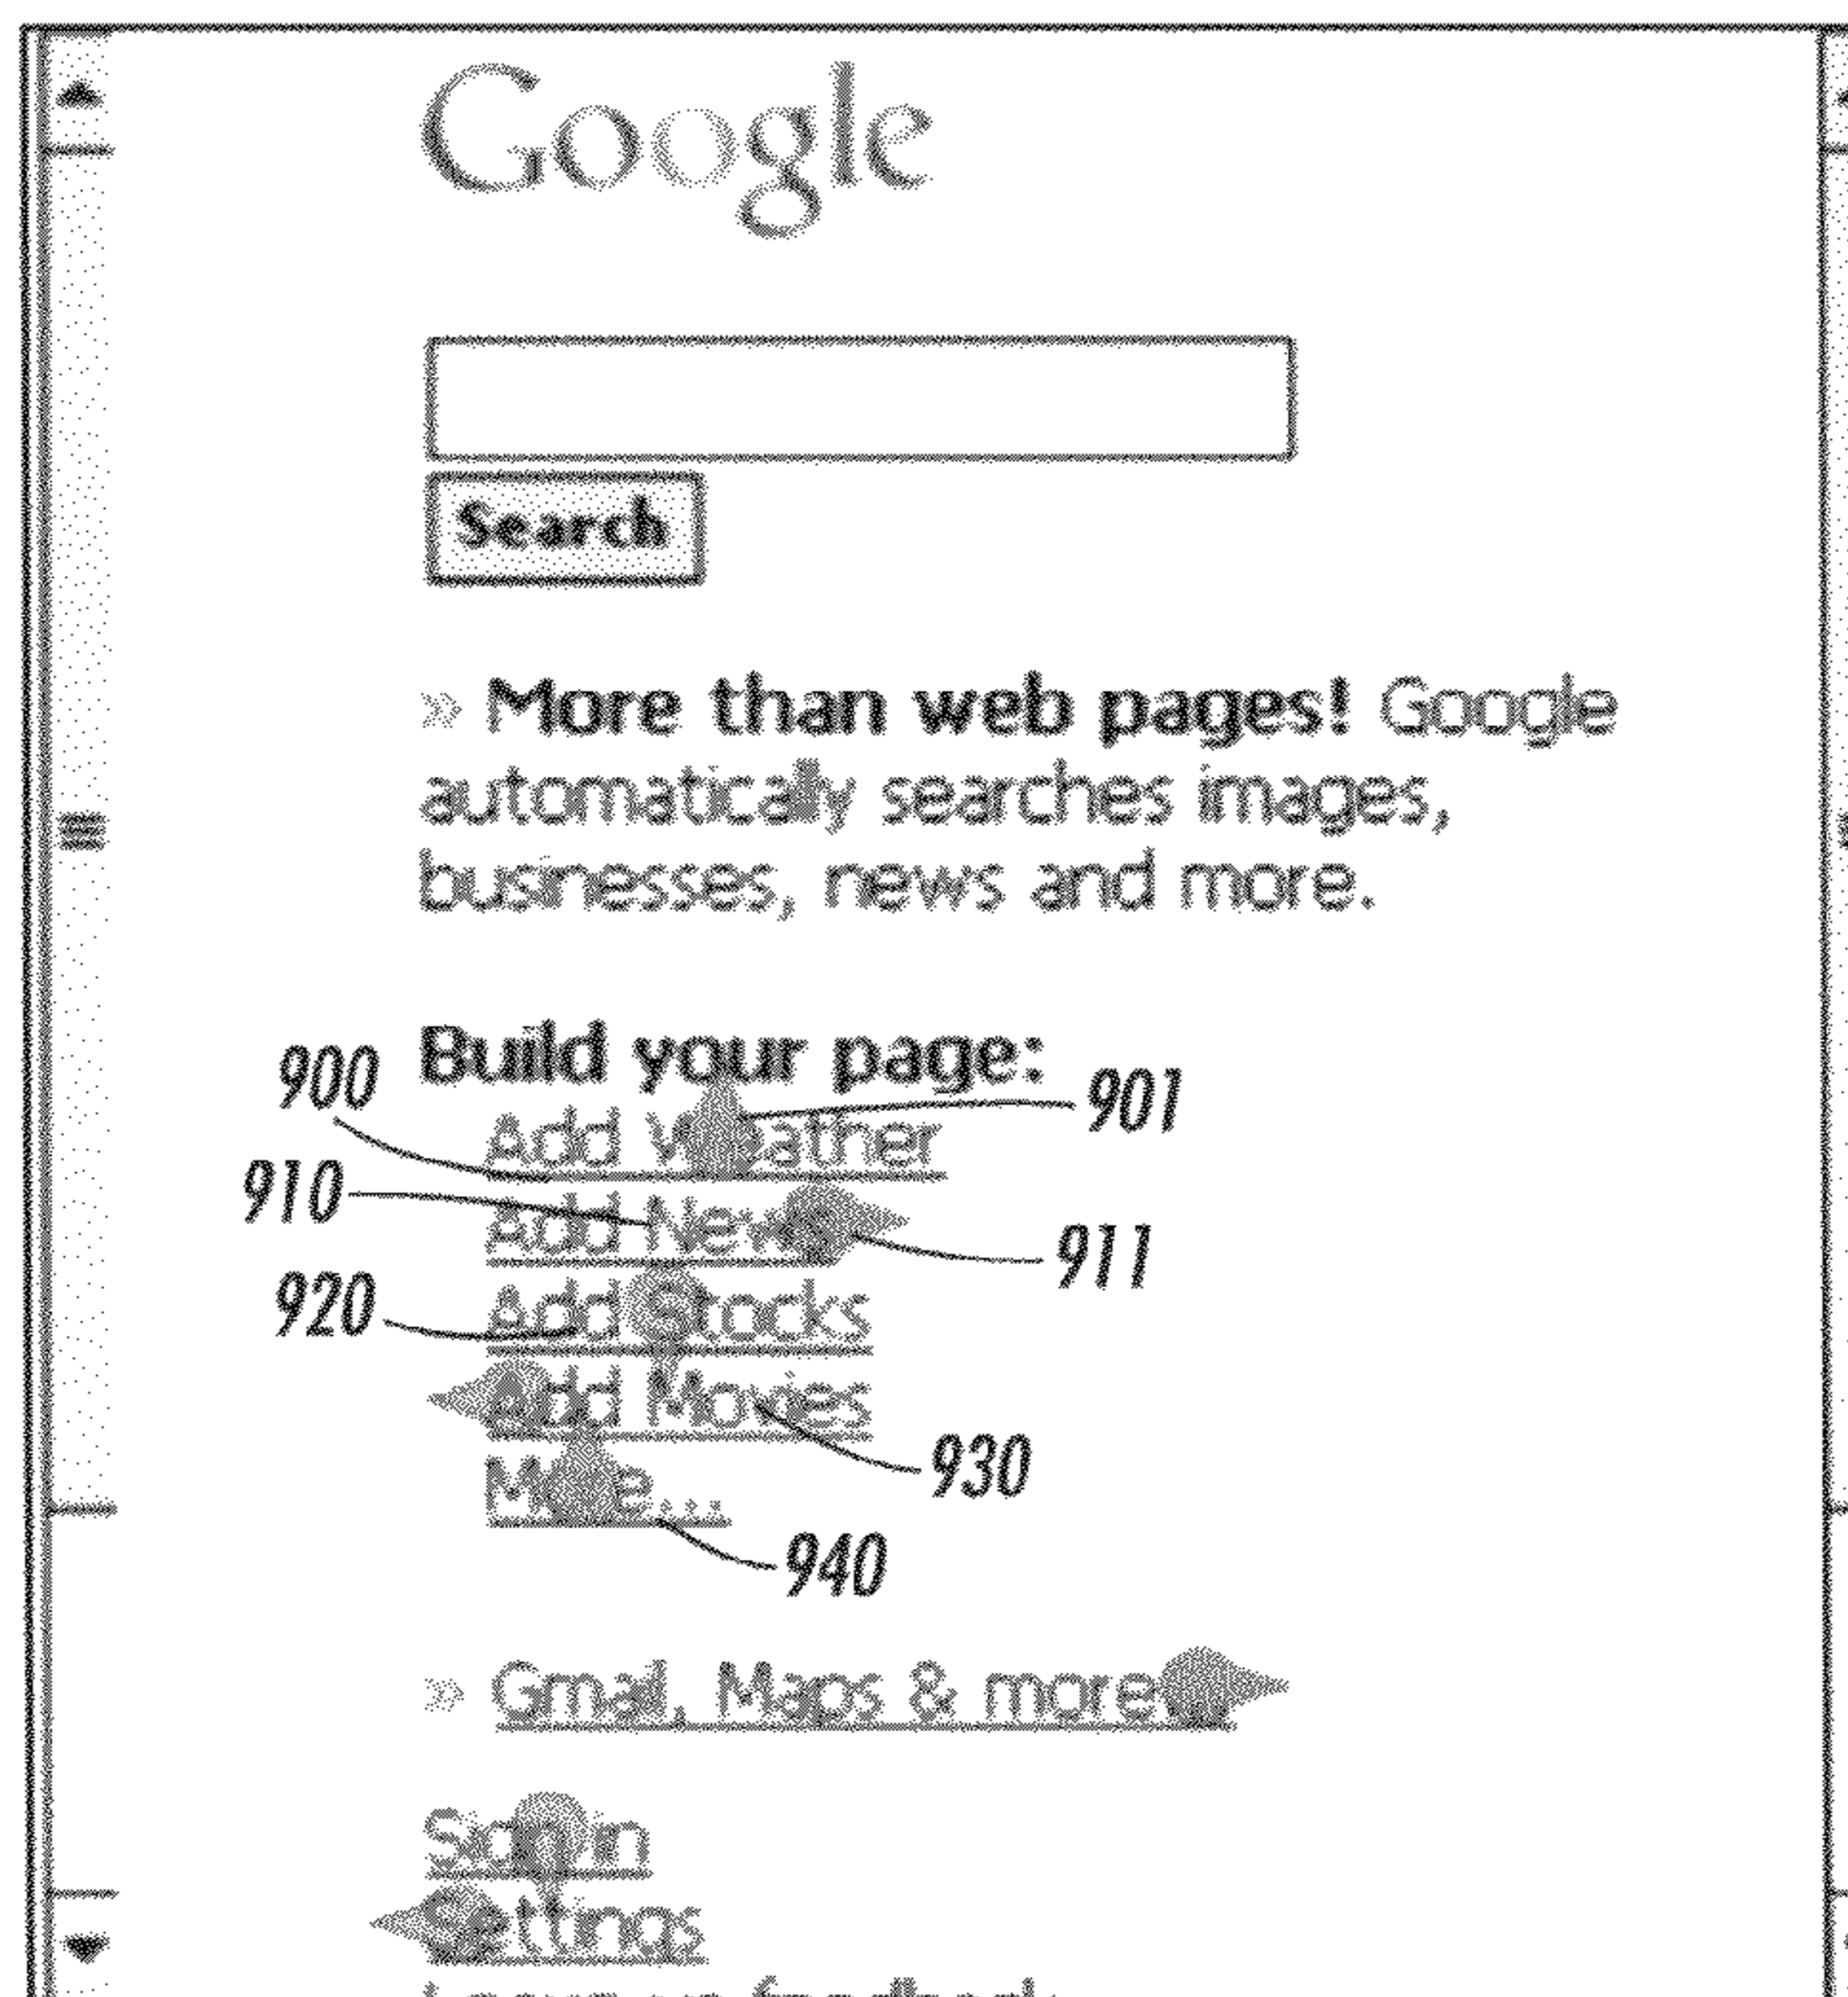 Google
Search
» More than web pages! Google
automatically searches images,
businesses, news and more.
Build your page:
900
901
Add Weather
910
Add News
911
920
Add Stocks
Add Movies
930
More...
940
» Gmail, Maps & more
Sign in
Settings